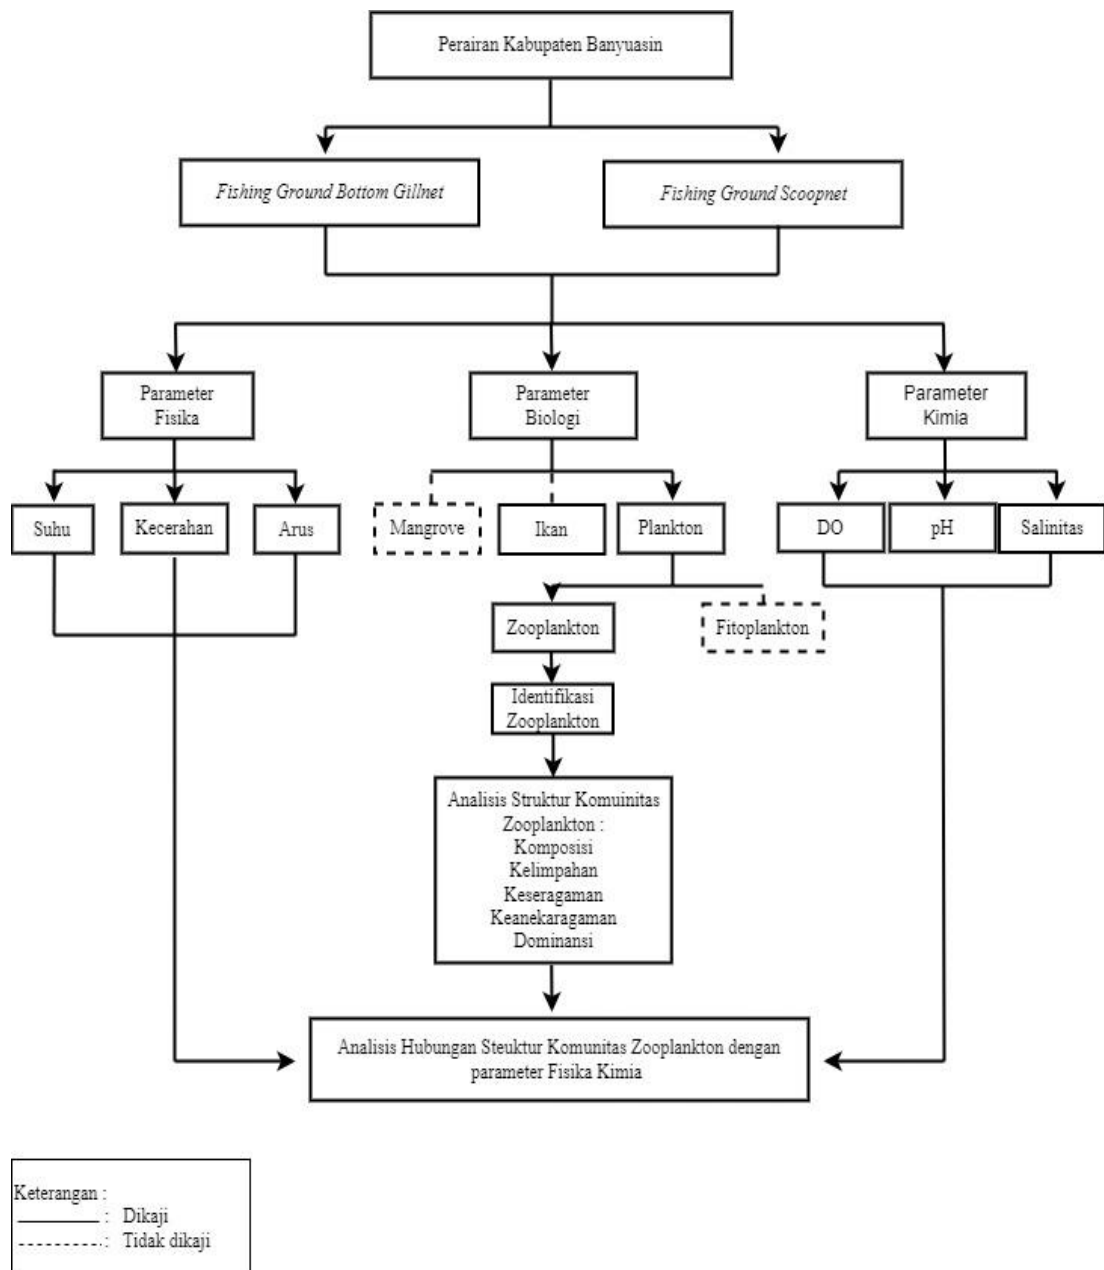 Perairan Kabupaten Banyuasin
Fishing Ground Bottom Gillnet
Fishing Ground Scoopnet
Parameter
Fisika
Parameter
Biologi
Parameter
Kimia
Suhu
Kecerahan
Arus
Mangrove
Ikan
Plankton
DO
pH
Salinitas
Zooplankton
Fitoplankton
Identifikasi
Zooplankton
Analisis Struktur Komuinitas
Zooplankton :
Komposisi
Kelimpahan
Keseragaman
Keanekaragaman
Dominansi
Analisis Hubungan Steuktur Komunitas Zooplankton dengan
parameter Fisika Kimia
Keterangan :
: Dikaji
: Tidak dikaji